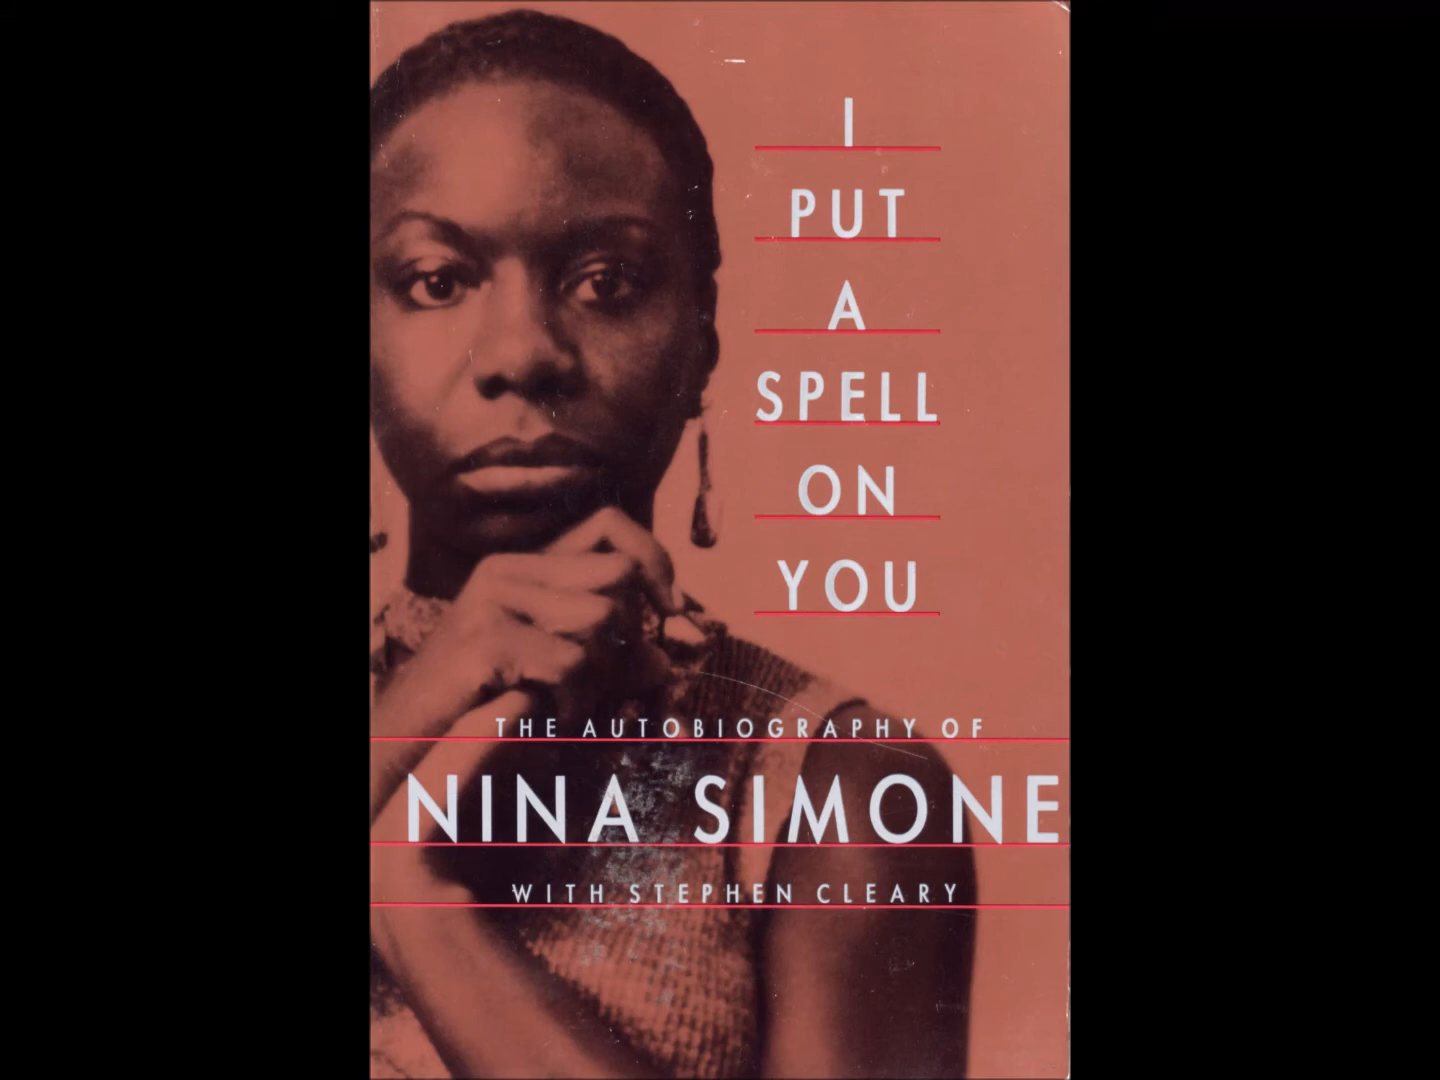 I
PUT
A
SPELL
ON
YOU
THE AUTOBIOGRAPHY OF
NINA SIMONE
WITH STEPHEN CLEARY